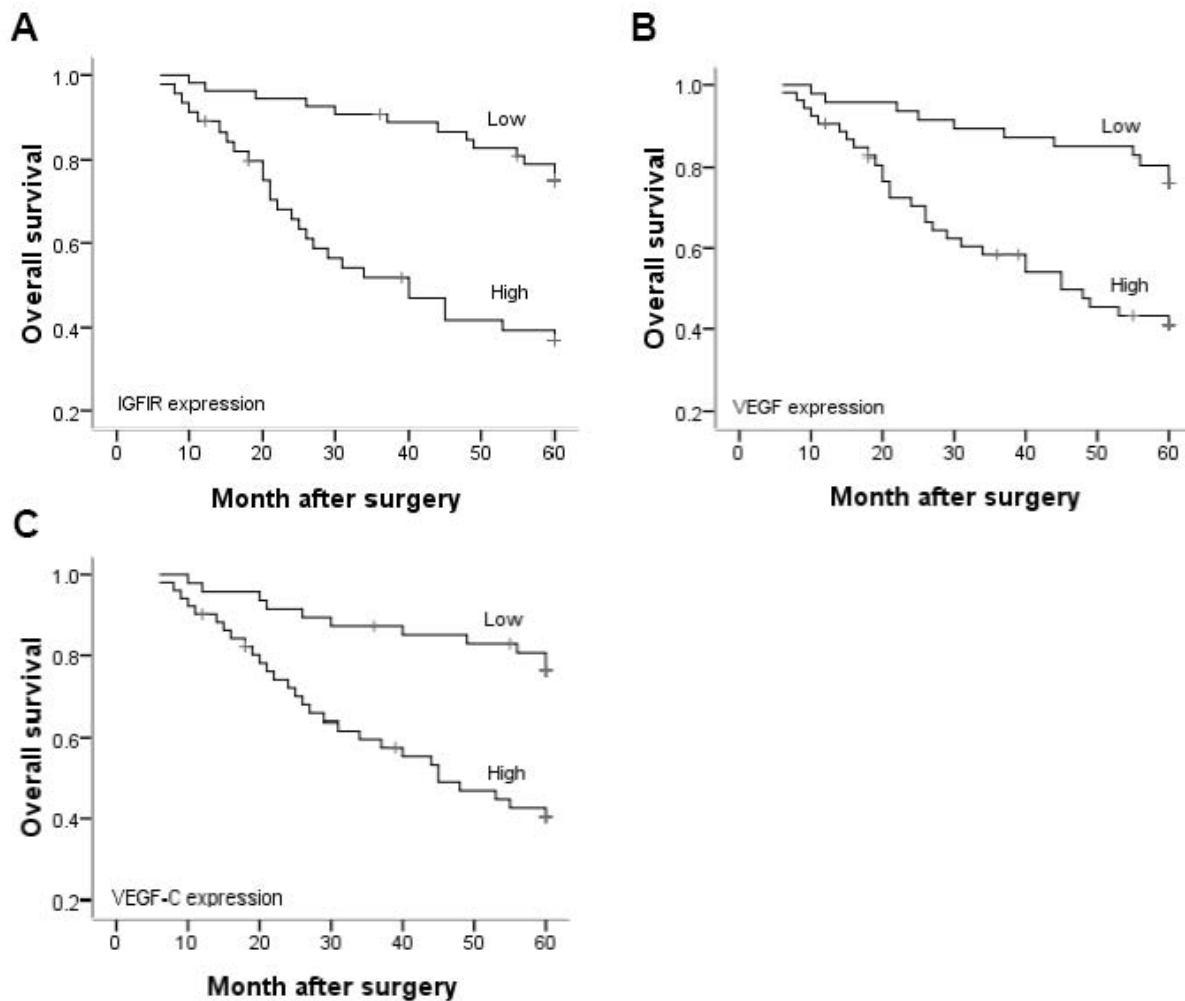 A
Overall survival
1.0
0.8
0.6
0.4
0.2
Low
High
IGFIR expression
0 10 20 30 40 50 60
Month after surgery
B
Overall survival
1.0
0.8
0.6
0.4
0.2
Low
High
VEGF expression
0 10 20 30 40 50 60
Month after surgery
C
Overall survival
1.0
0.8
0.6
0.4
0.2
Low
High
VEGF-C expression
0 10 20 30 40 50 60
Month after surgery